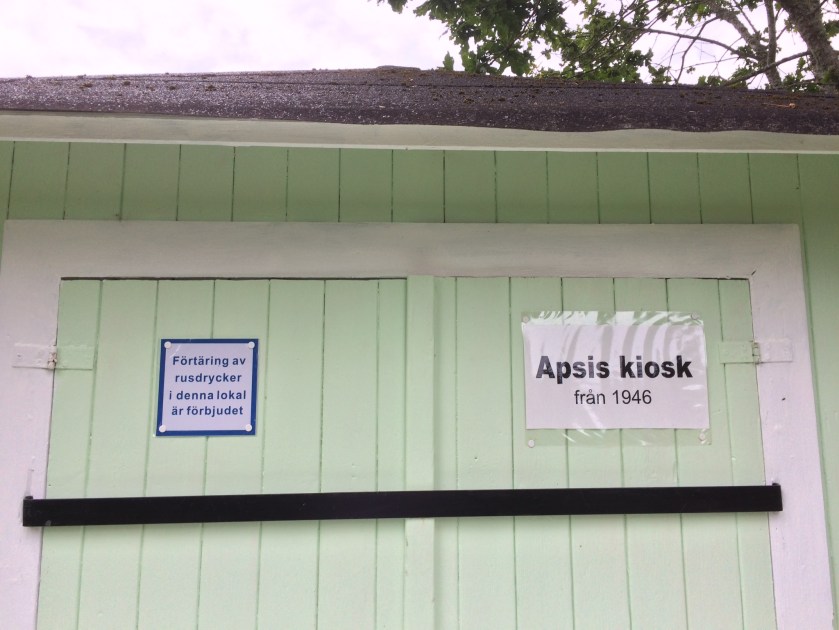 Förtäring av
rusdrycker
i denna lokal
är förbjudet
Apsis kiosk
från 1946